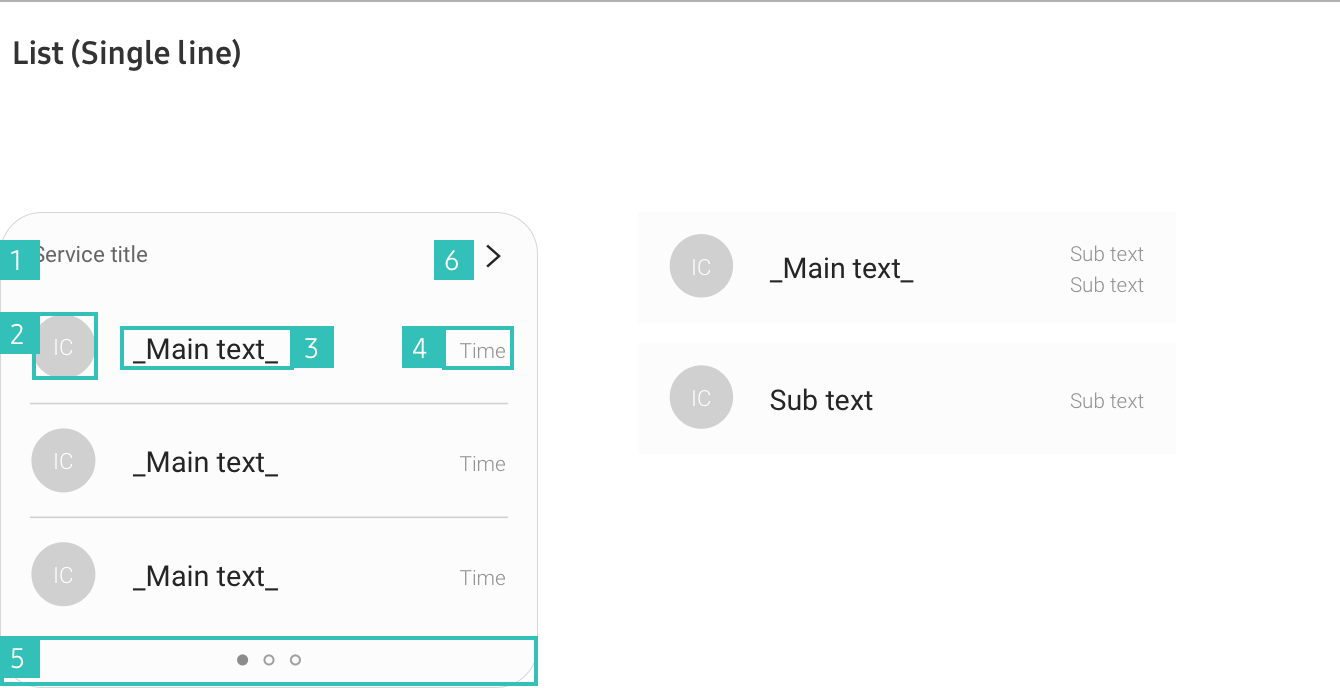 List (Single line)
1 Service title 6
2 IC _Main text_ 3 4 Time
IC _Main text_ Time
IC _Main text_ Time
5
IC _Main text_ Sub text
Sub text
IC Sub text Sub text